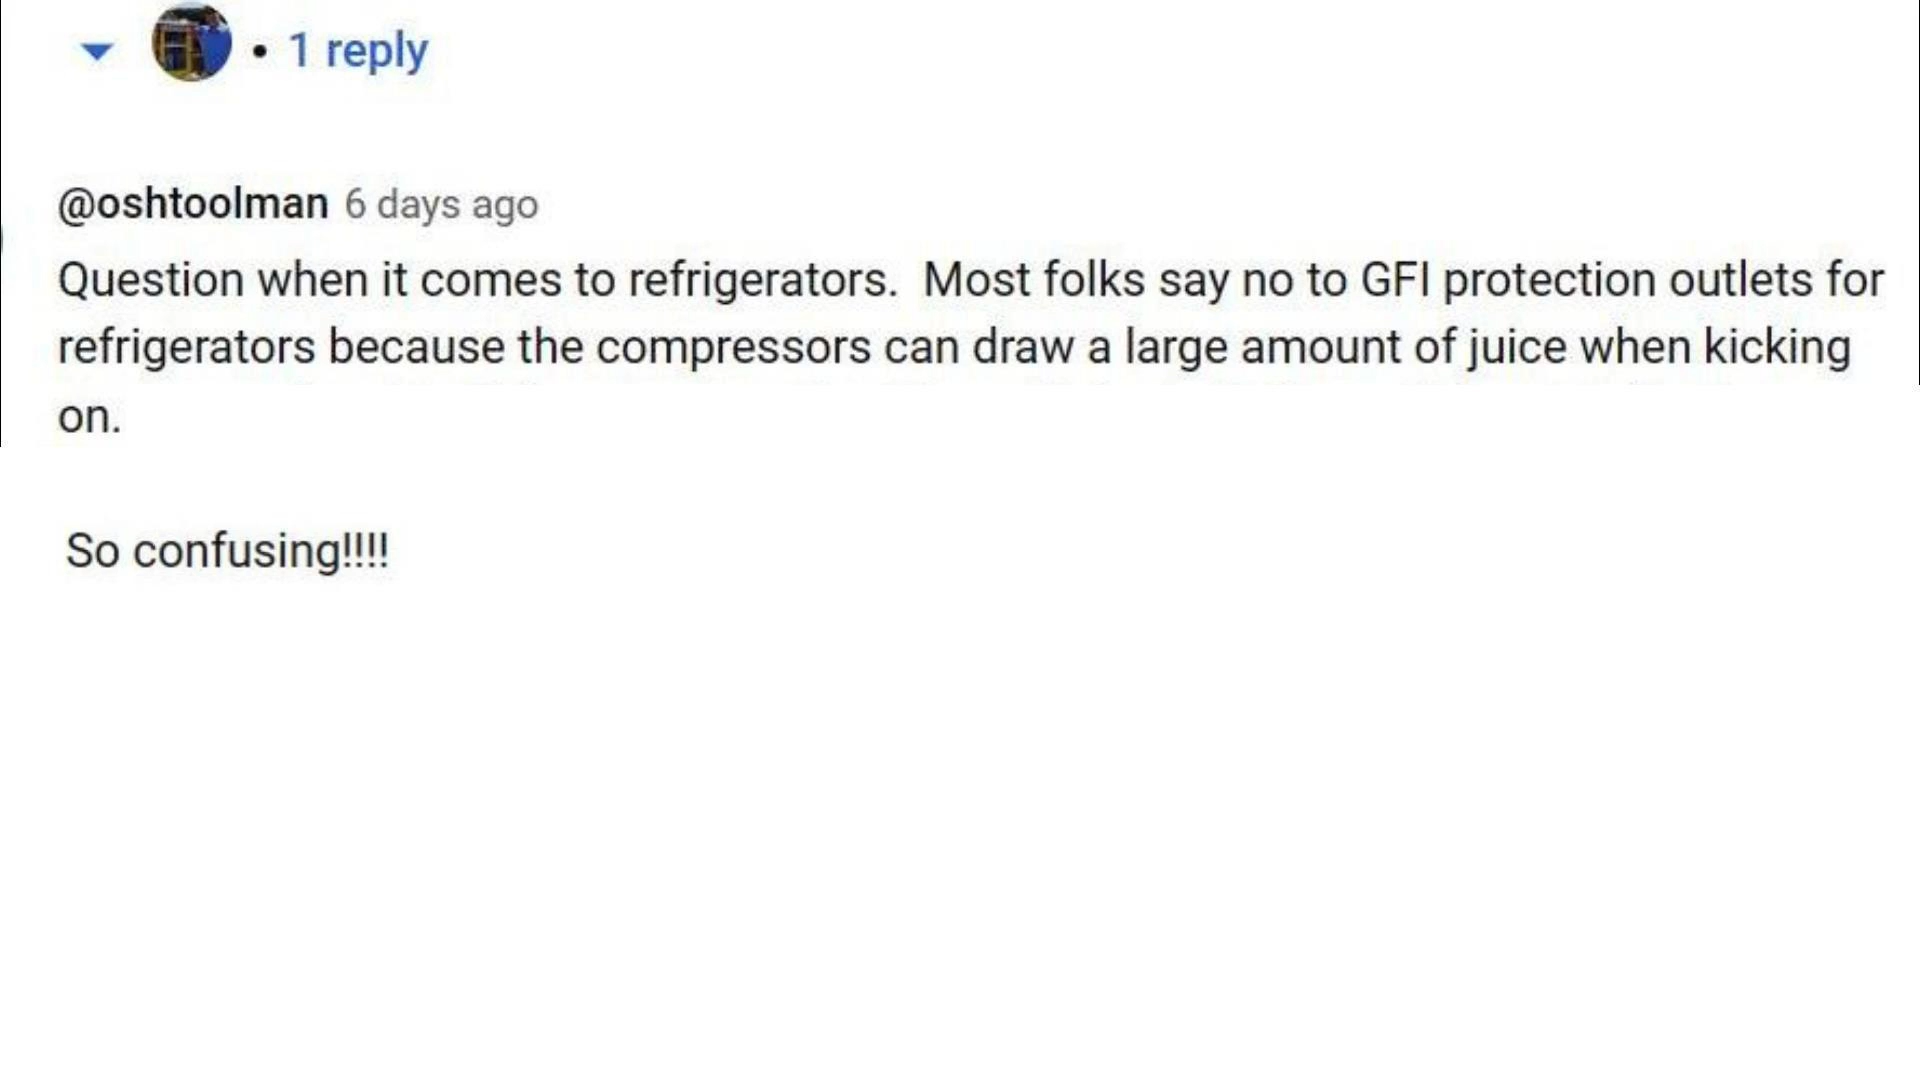 • 1 reply
@oshtoolman 6 days ago
Question when it comes to refrigerators.  Most folks say no to GFI protection outlets for
refrigerators because the compressors can draw a large amount of juice when kicking
on.
So confusing!!!!